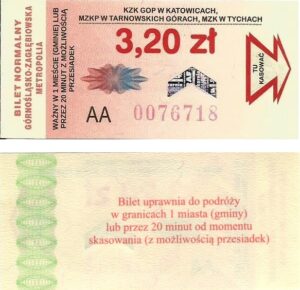 BILET NORMALNY
GÓRNOŚLĄSKO-ZAGŁĘBIOWSKA
METROPOLIA
WAŻNY W 1 MIEŚCIE (GMINIE) LUB
PRZEZ 20 MINUT Z MOŻLIWOŚCIĄ
PRZESIADEK
KZK GOP W KATOWICACH,
MZKP W TARNOWSKICH GÓRACH, MZK W TYCHACH
3,20 zł
AA 0076718
TU
KASOWAĆ
Bilet uprawnia do podróży
w granicach 1 miasta (gminy)
lub przez 20 minut od momentu
skasowania (z możliwością przesiadek)